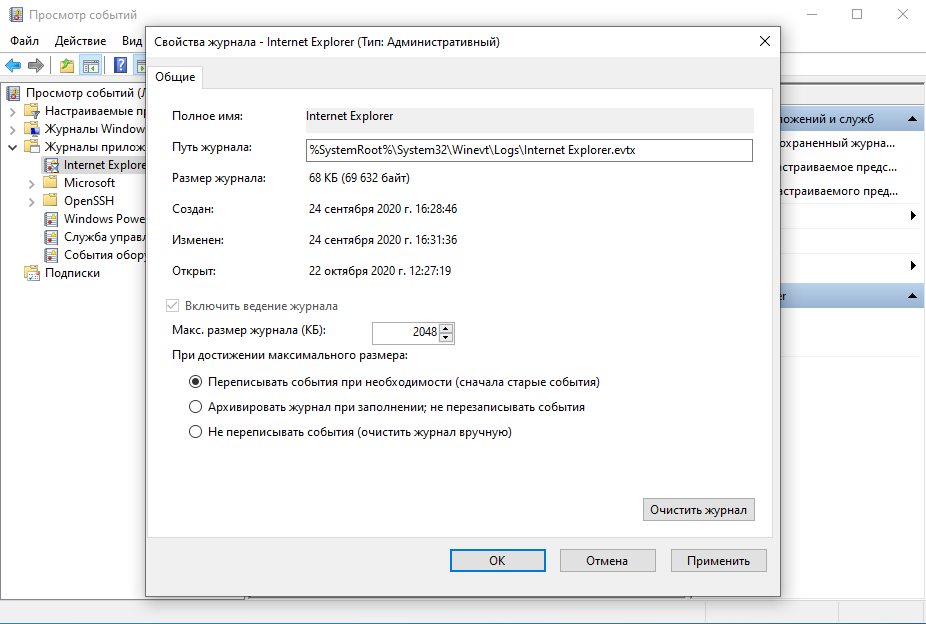 Просмотр событий
Файл Действие Вид
Свойства журнала - Internet Explorer (Тип: Административный)
Общие
Просмотр событий (Л
Настраиваемые пр
Журналы Window
Журналы прилож
Internet Explore
Microsoft
OpenSSH
Windows Powe
Служба управл
События обору
Подписки
Полное имя: Internet Explorer
Путь журнала: %SystemRoot%\System32\Winevt\Logs\Internet Explorer.evtx
Размер журнала: 68 КБ (69 632 байт)
Создан: 24 сентября 2020 г. 16:28:46
Изменен: 24 сентября 2020 г. 16:31:36
Открыт: 22 октября 2020 г. 12:27:19
Включить ведение журнала
Макс. размер журнала (КБ): 2048
При достижении максимального размера:
Переписывать события при необходимости (сначала старые события)
Архивировать журнал при заполнении; не перезаписывать события
Не переписывать события (очистить журнал вручную)
Очистить журнал
ОК Отмена Применить
ложений и служб
охраненный журна...
страиваемое предс...
астраиваемого пред...
er